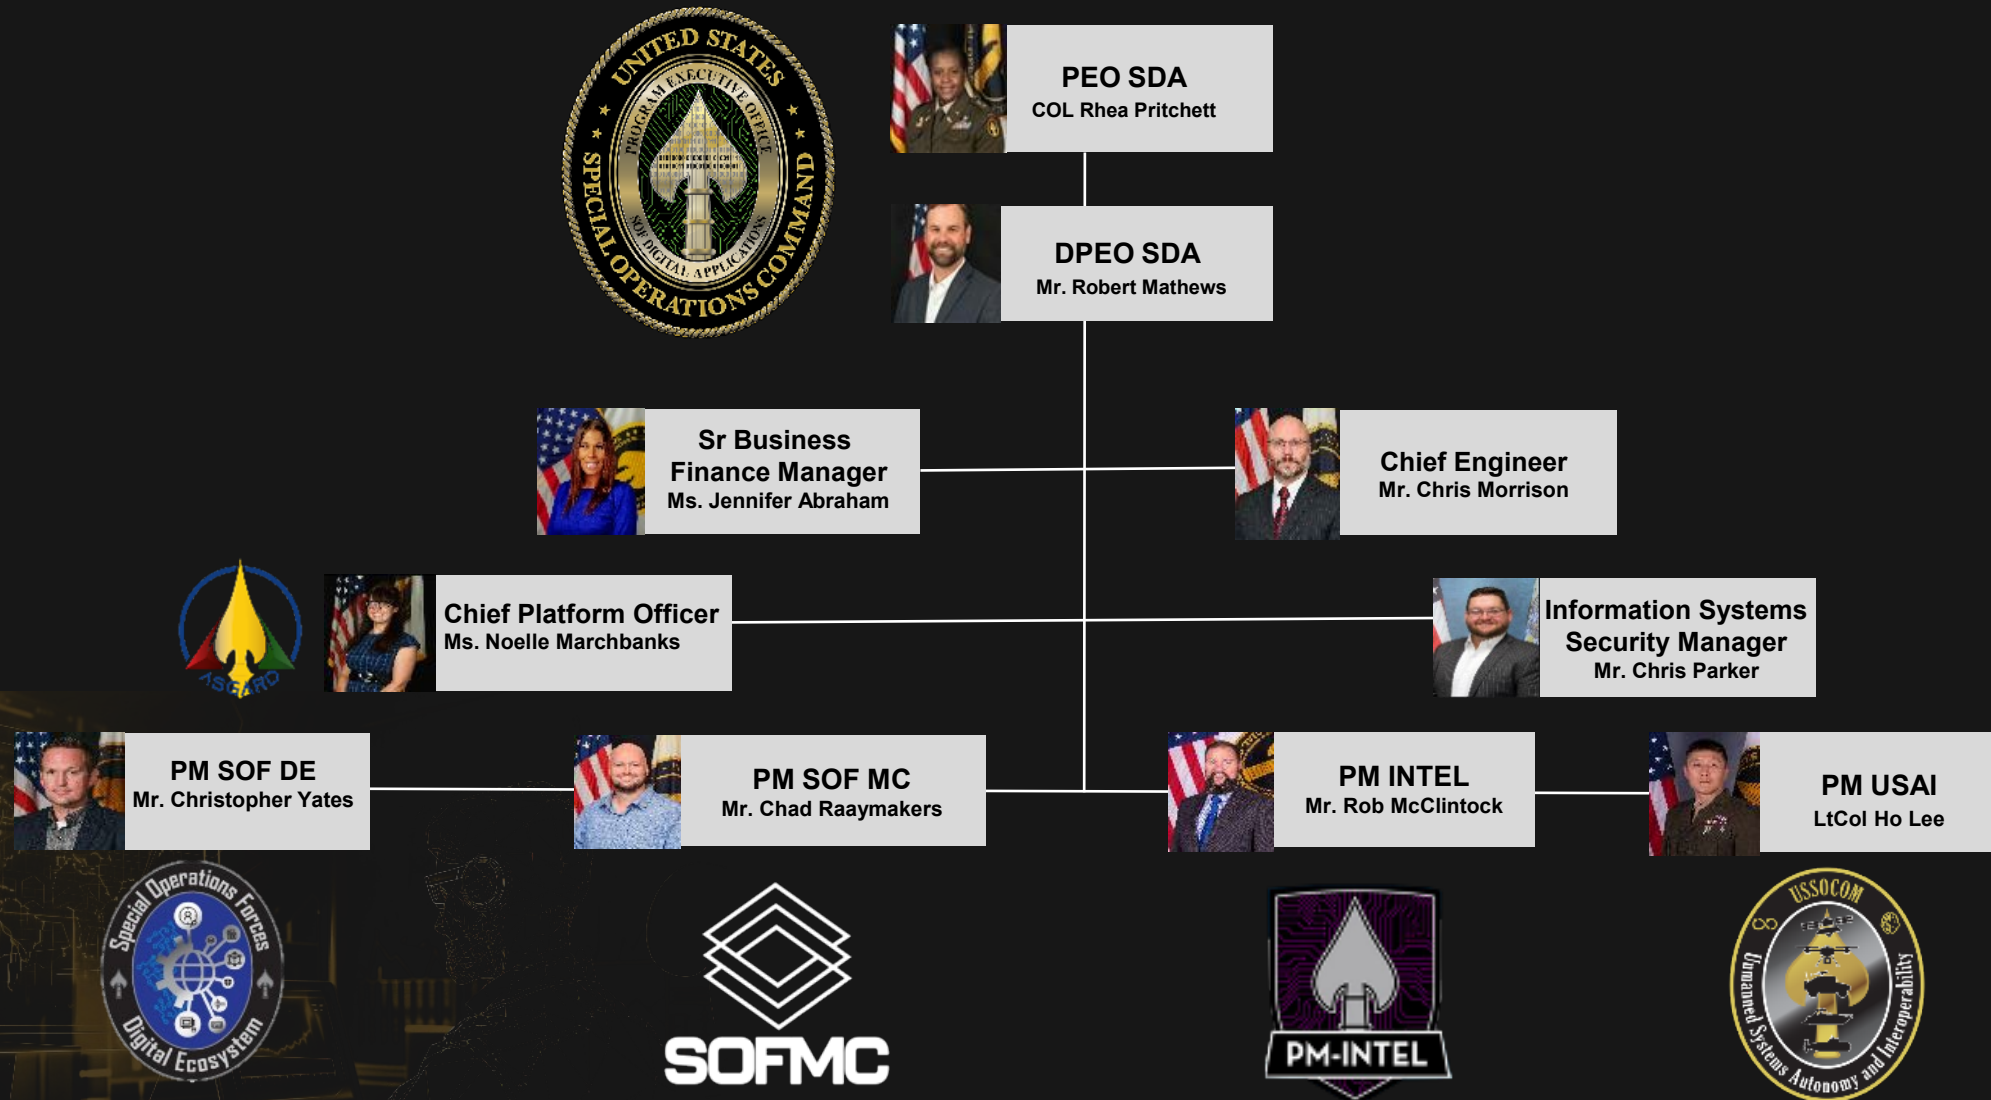 UNITED STATES
SPECIAL OPERATIONS COMMAND
PROGRAM EXECUTIVE OFFICE
SOF DIGITAL APPLICATIONS
PEO SDA
COL Rhea Pritchett
DPEO SDA
Mr. Robert Mathews
Sr Business
Finance Manager
Ms. Jennifer Abraham
Chief Engineer
Mr. Chris Morrison
ASGARD
Chief Platform Officer
Ms. Noelle Marchbanks
Information Systems
Security Manager
Mr. Chris Parker
PM SOF DE
Mr. Christopher Yates
PM SOF MC
Mr. Chad Raaymakers
PM INTEL
Mr. Rob McClintock
PM USAI
LtCol Ho Lee
Special Operations Forces
Digital Ecosystem
SOFMC
PM-INTEL
USSOCOM
Unmanned Systems Autonomy and Interoperability